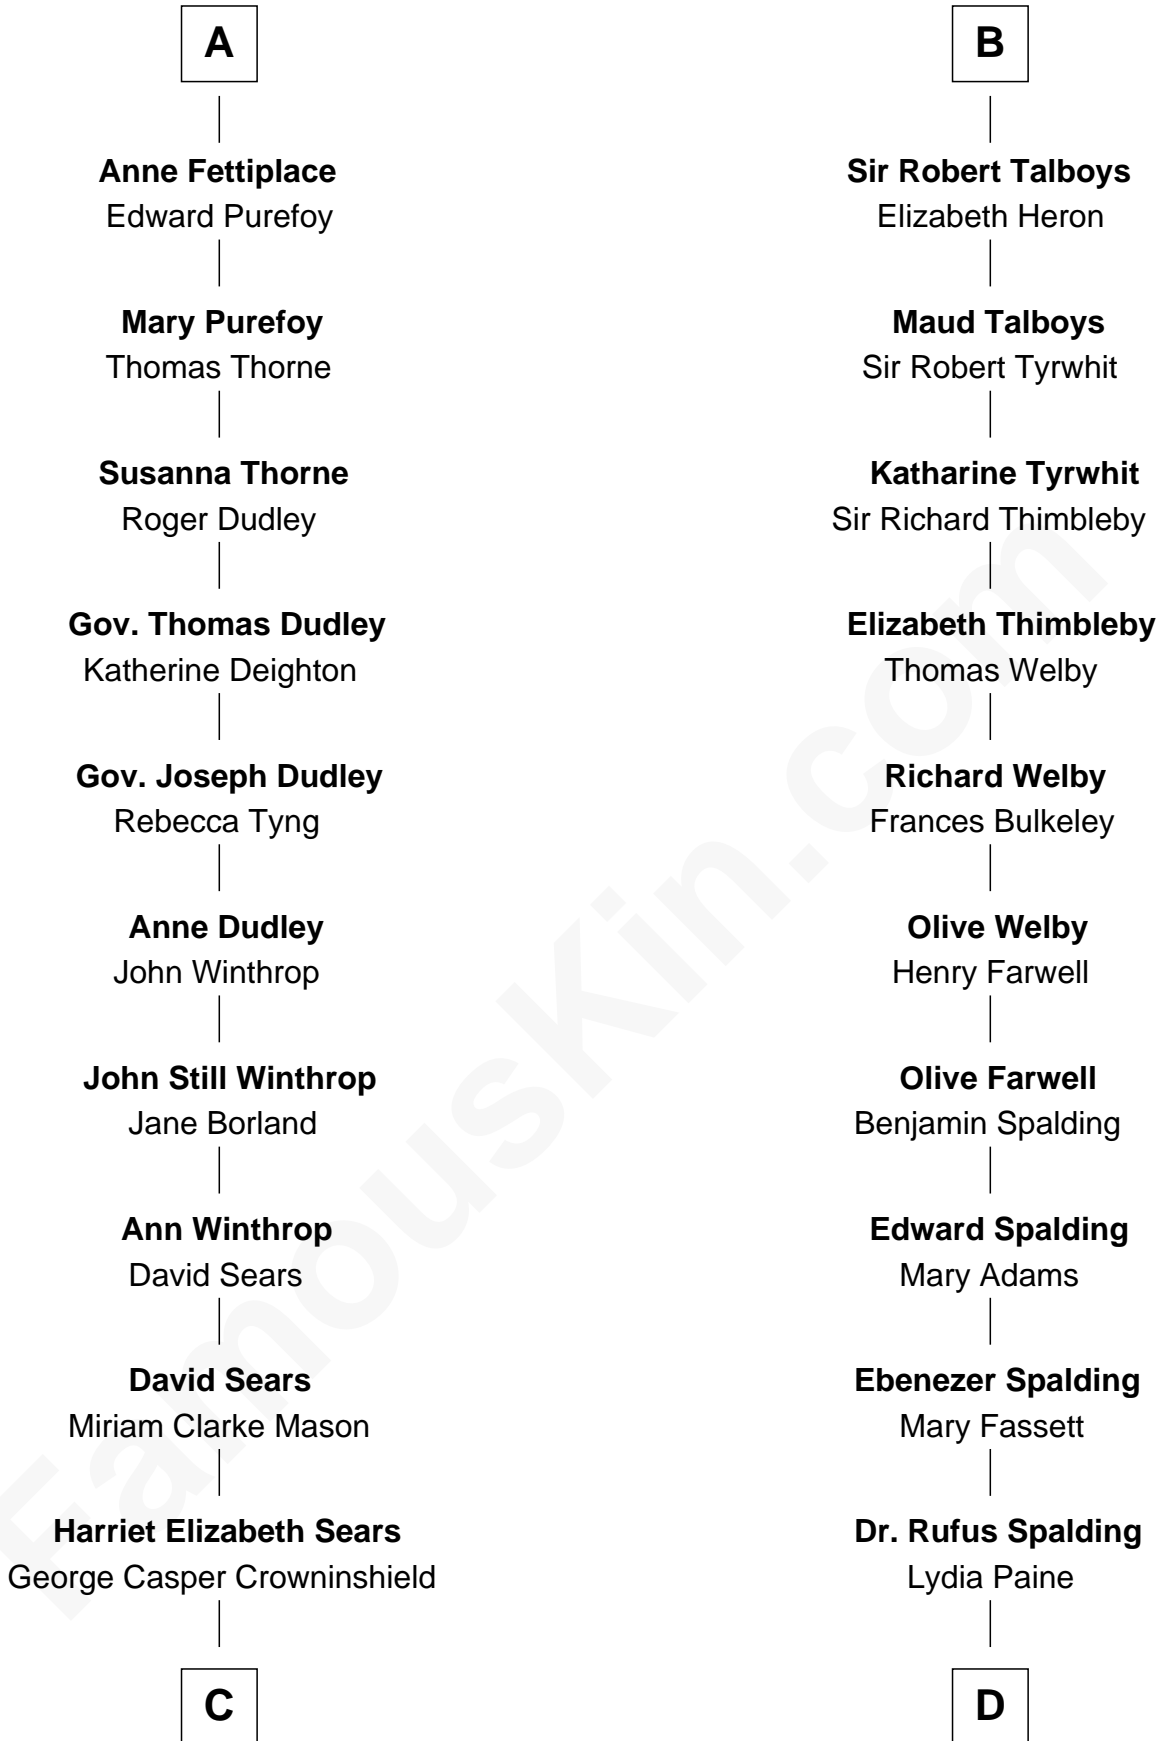 A
Anne Fettiplace
Edward Purefoy
Mary Purefoy
Thomas Thorne
Susanna Thorne
Roger Dudley
Gov. Thomas Dudley
Katherine Deighton
Gov. Joseph Dudley
Rebecca Tyng
Anne Dudley
John Winthrop
John Still Winthrop
Jane Borland
Ann Winthrop
David Sears
David Sears
Miriam Clarke Mason
Harriet Elizabeth Sears
George Casper Crowninshield
C
B
Sir Robert Talboys
Elizabeth Heron
Maud Talboys
Sir Robert Tyrwhit
Katharine Tyrwhit
Sir Richard Thimbleby
Elizabeth Thimbleby
Thomas Welby
Richard Welby
Frances Bulkeley
Olive Welby
Henry Farwell
Olive Farwell
Benjamin Spalding
Edward Spalding
Mary Adams
Ebenezer Spalding
Mary Fassett
Dr. Rufus Spalding
Lydia Paine
D
FamousKin.com